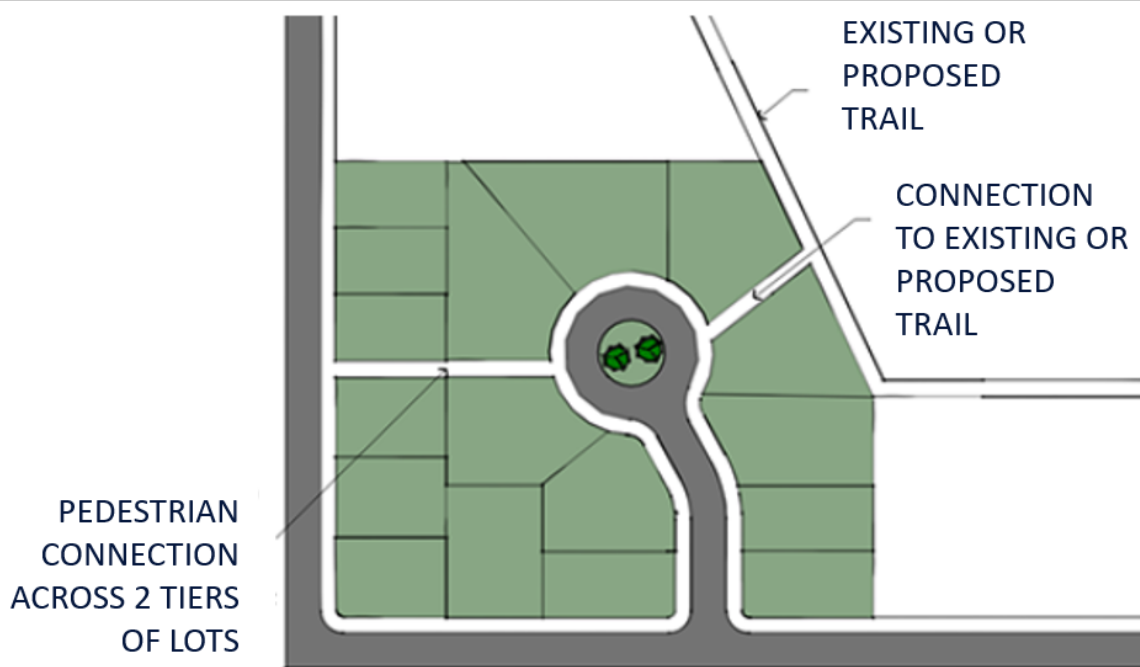 EXISTING OR
PROPOSED
TRAIL
CONNECTION
TO EXISTING OR
PROPOSED
TRAIL
PEDESTRIAN
CONNECTION
ACROSS 2 TIERS
OF LOTS